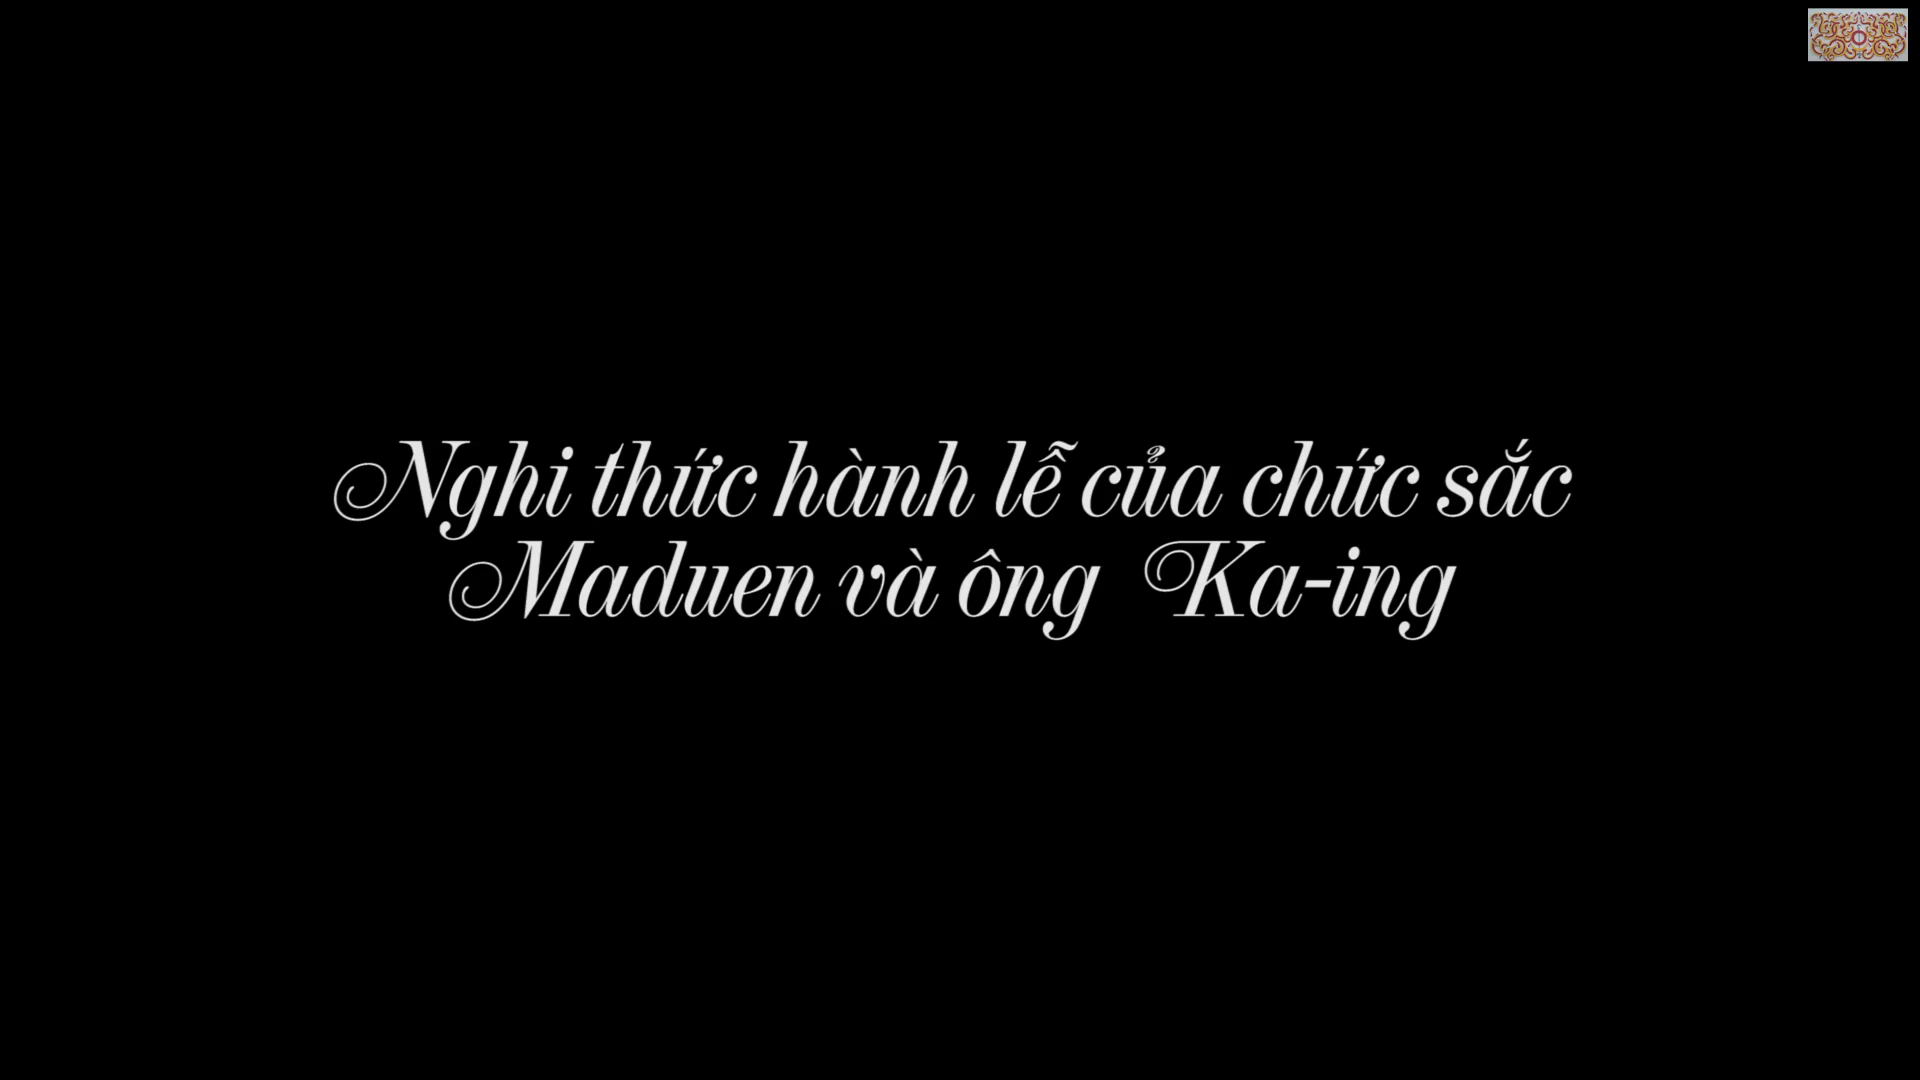 Nghi thức hành lễ của chức sắc
Maduen và ông Ka-ing